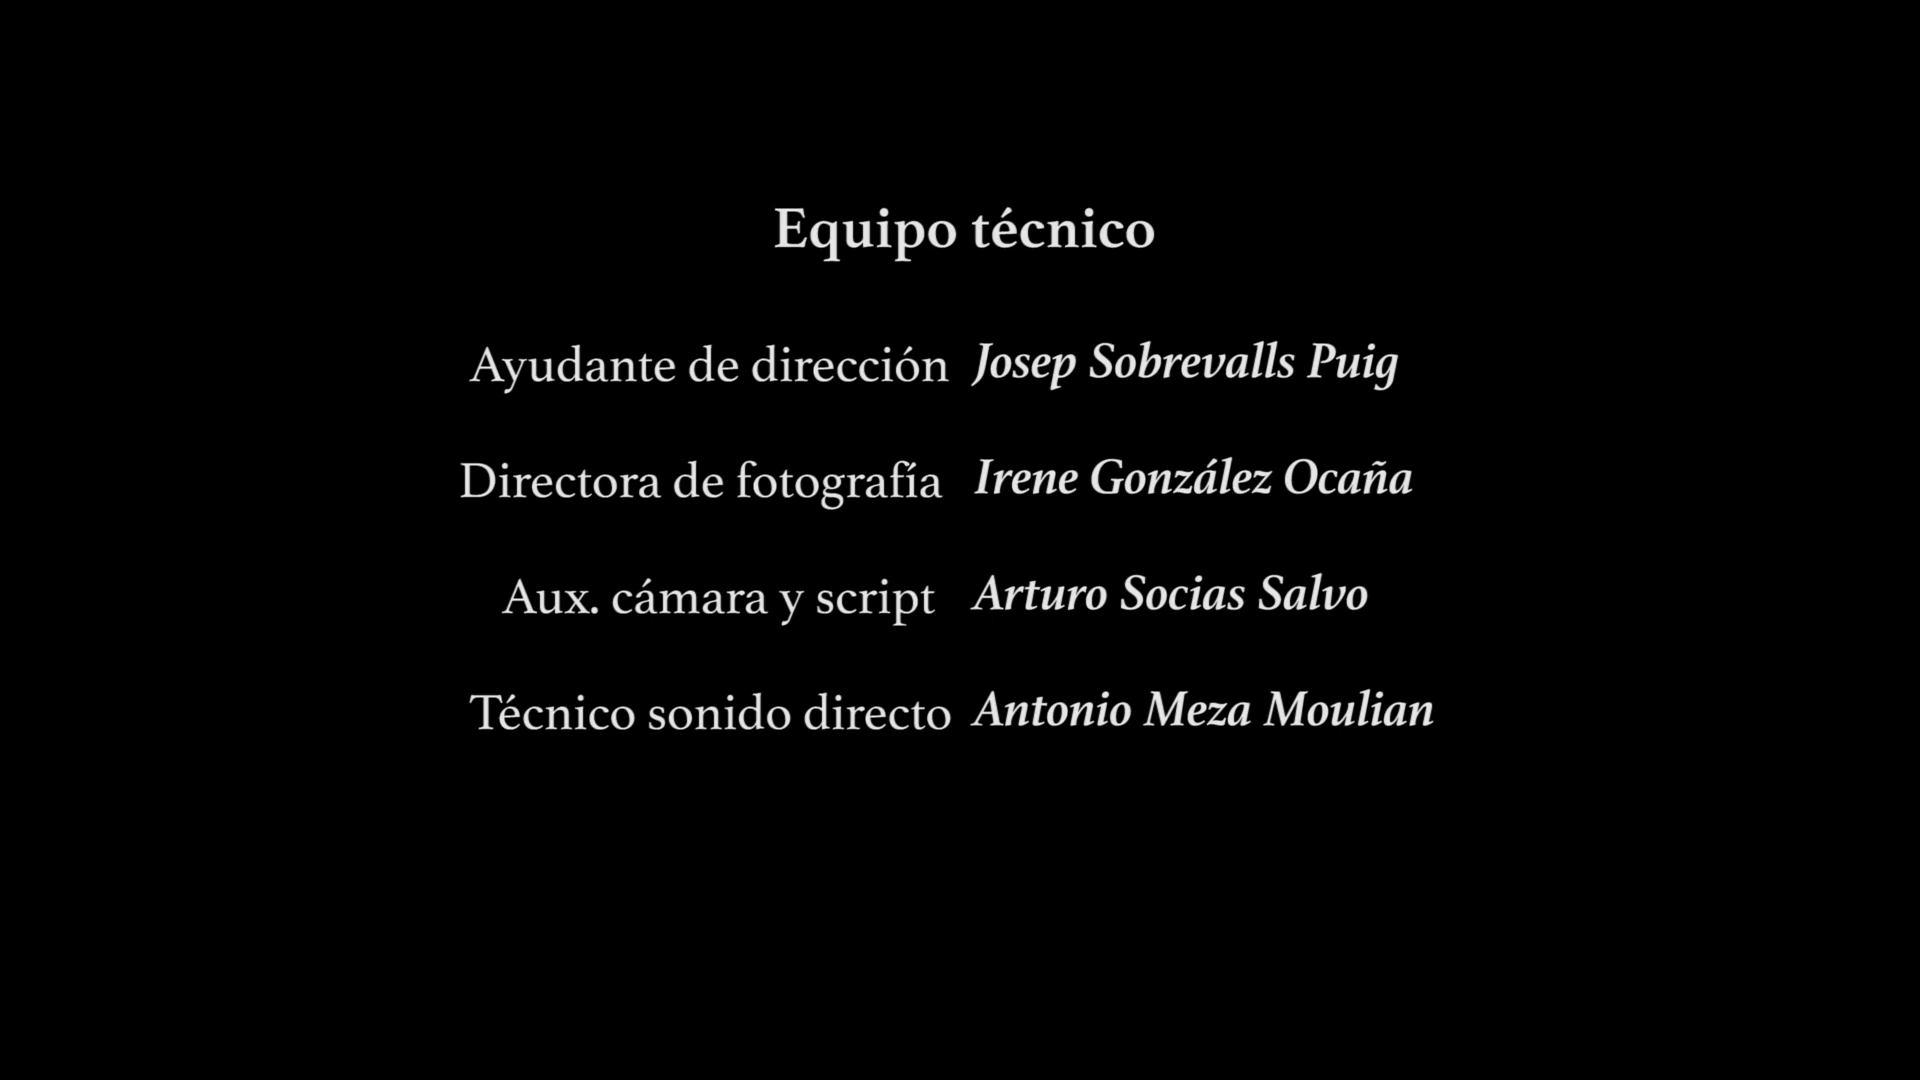 Equipo técnico
Ayudante de dirección Josep Sobrevalls Puig
Directora de fotografía Irene González Ocaña
Aux. cámara y script Arturo Socias Salvo
Técnico sonido directo Antonio Meza Moulian